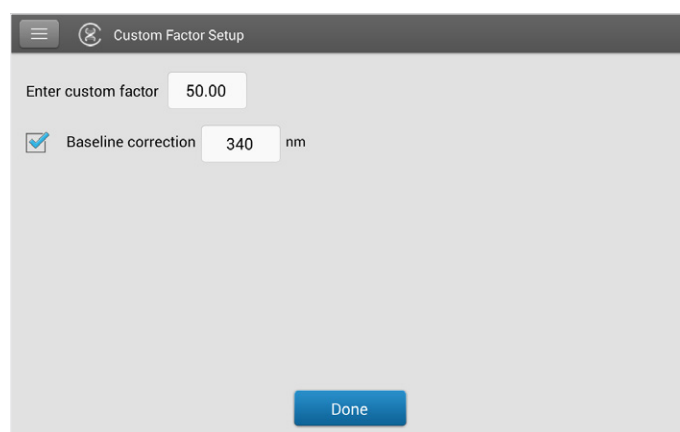 Custom Factor Setup
Enter custom factor 50.00
Baseline correction 340 nm
Done